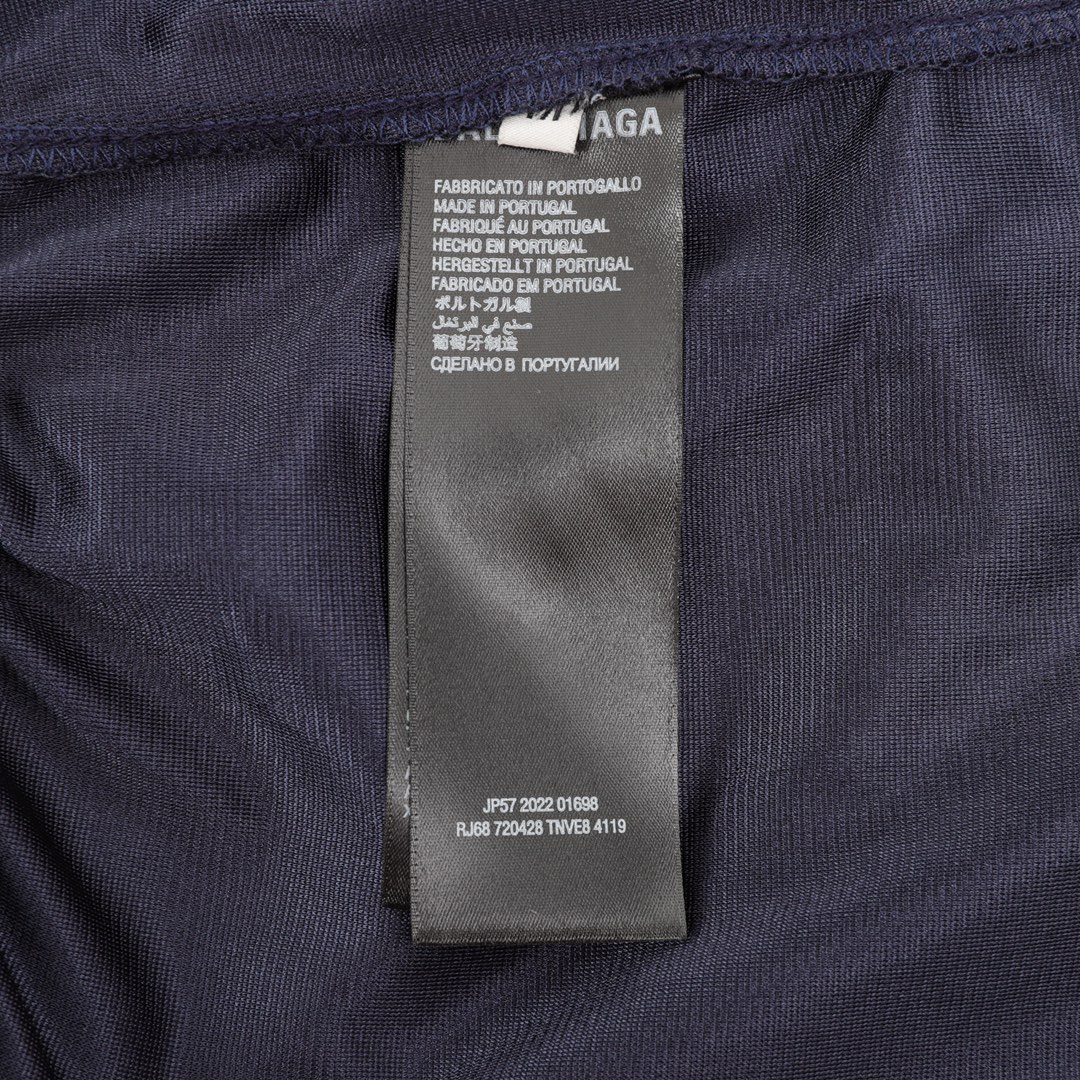 FABBRICATO IN PORTOGALLO
MADE IN PORTUGAL
FABRIQUÉ AU PORTUGAL
HECHO EN PORTUGAL
HERGESTELLT IN PORTUGAL
FABRICADO EM PORTUGAL
ポルトガル製
صنع في البرتغال
葡萄牙制造
СДЕЛАНО В ПОРТУГАЛИИ
JP57 2022 01698
RJ68 720428 TNVE8 4119